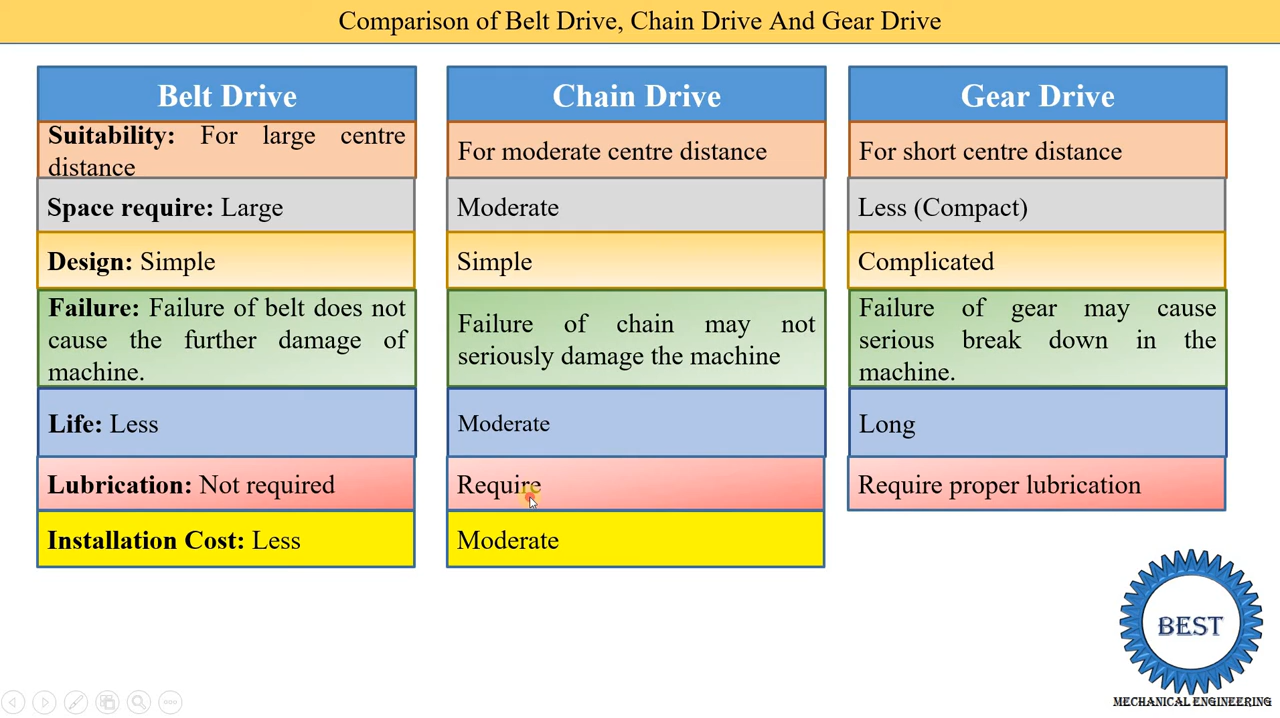 Comparison of Belt Drive, Chain Drive And Gear Drive
Belt Drive
Suitability: For large centre
distance
Space require: Large
Design: Simple
Failure: Failure of belt does not
cause the further damage of
machine.
Life: Less
Lubrication: Not required
Installation Cost: Less
Chain Drive
For moderate centre distance
Moderate
Simple
Failure of chain may not
seriously damage the machine
Moderate
Require
Moderate
Gear Drive
For short centre distance
Less (Compact)
Complicated
Failure of gear may cause
serious break down in the
machine.
Long
Require proper lubrication
BEST
MECHANICAL ENGINEERING